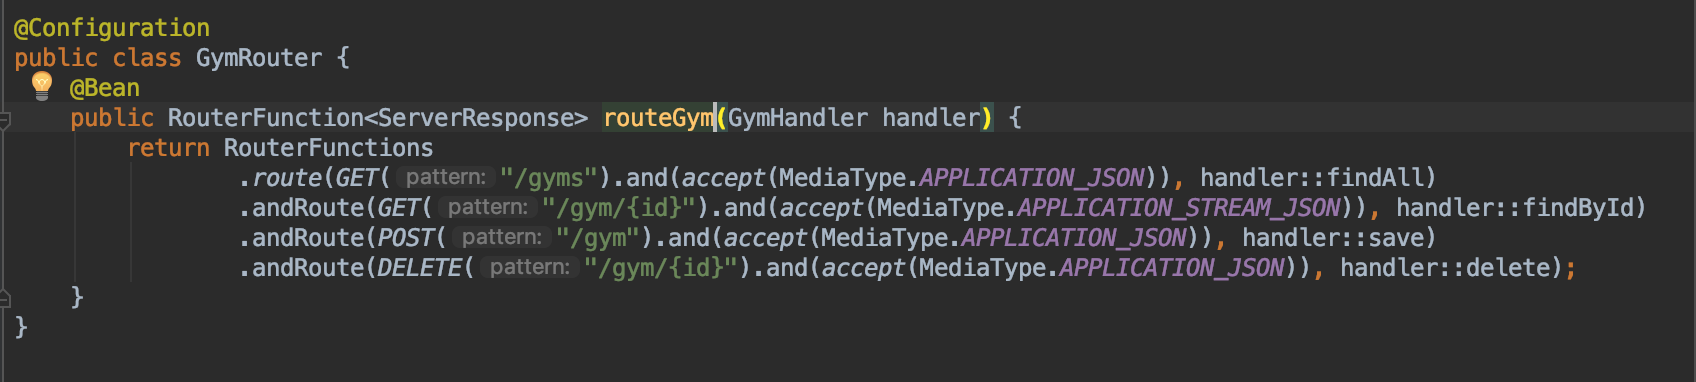 @Configuration
public class GymRouter {
@Bean
public RouterFunction<ServerResponse> routeGym(GymHandler handler) {
return RouterFunctions
.route(GET( pattern: "/gyms").and(accept(MediaType.APPLICATION_JSON)), handler::findAll)
.andRoute(GET( pattern: "/gym/{id}").and(accept(MediaType.APPLICATION_STREAM_JSON)), handler::findById)
.andRoute(POST( pattern: "/gym").and(accept(MediaType.APPLICATION_JSON)), handler::save)
.andRoute(DELETE( pattern: "/gym/{id}").and(accept(MediaType.APPLICATION_JSON)), handler::delete);
}
}